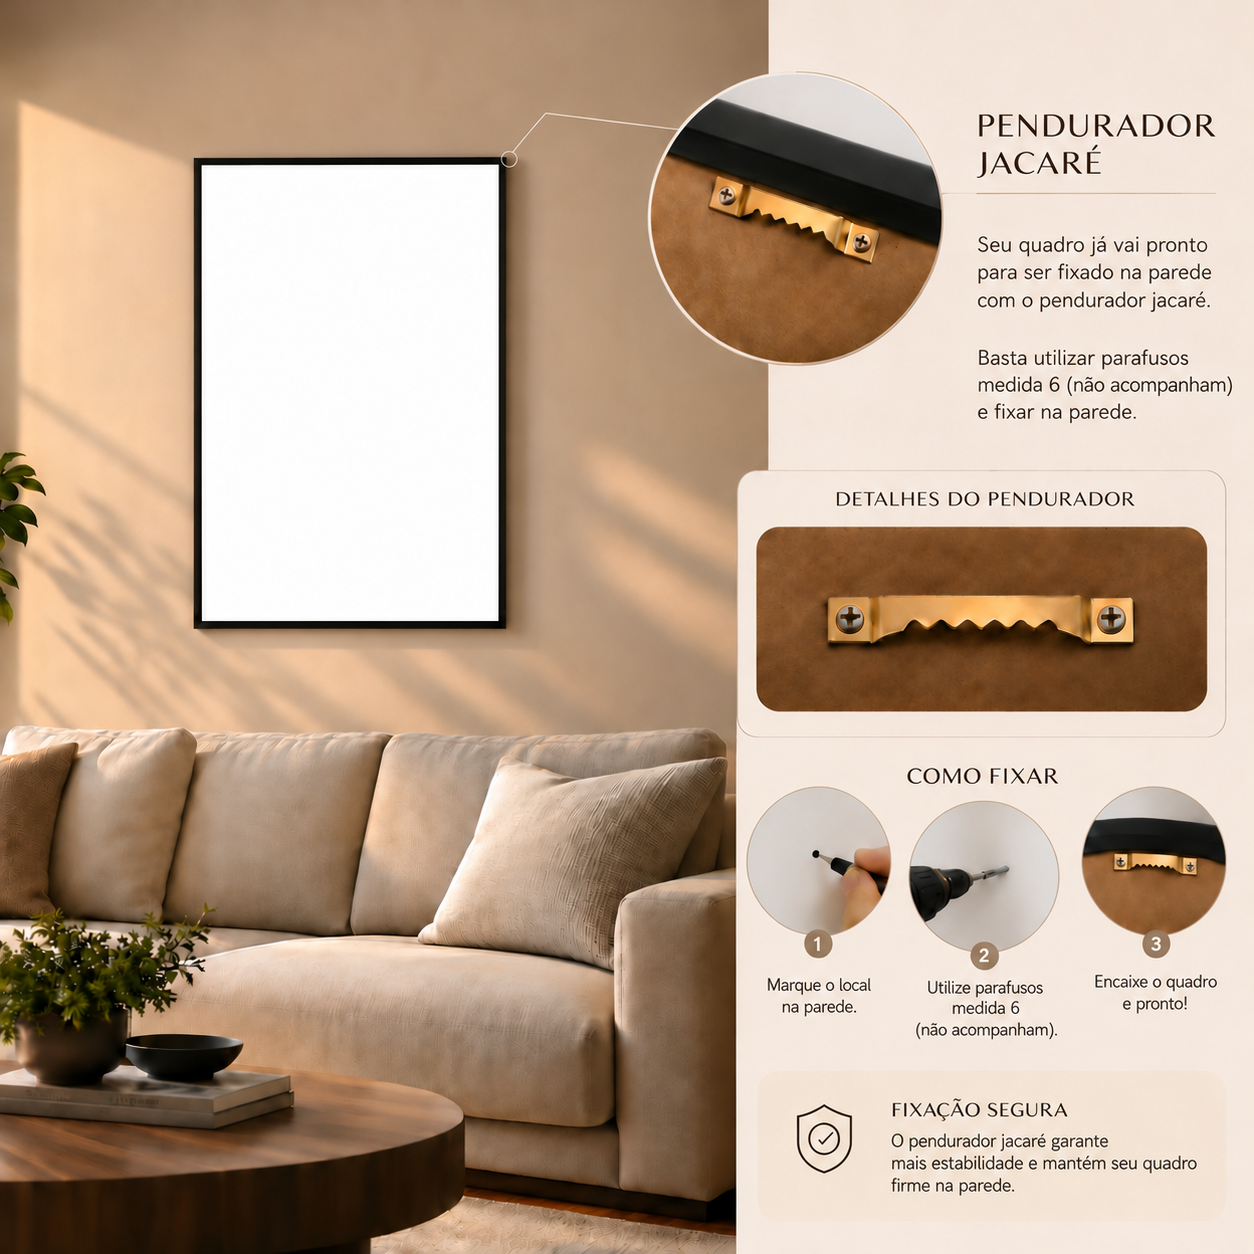 PENDURADOR
JACARÉ
Seu quadro já vai pronto
para ser fixado na parede
com o pendurador jacaré.
Basta utilizar parafusos
medida 6 (não acompanham)
e fixar na parede.
DETALHES DO PENDURADOR
COMO FIXAR
1
Marque o local
na parede.
2
Utilize parafusos
medida 6
(não acompanham).
3
Encaixe o quadro
e pronto!
FIXAÇÃO SEGURA
O pendurador jacaré garante
mais estabilidade e mantém seu quadro
firme na parede.